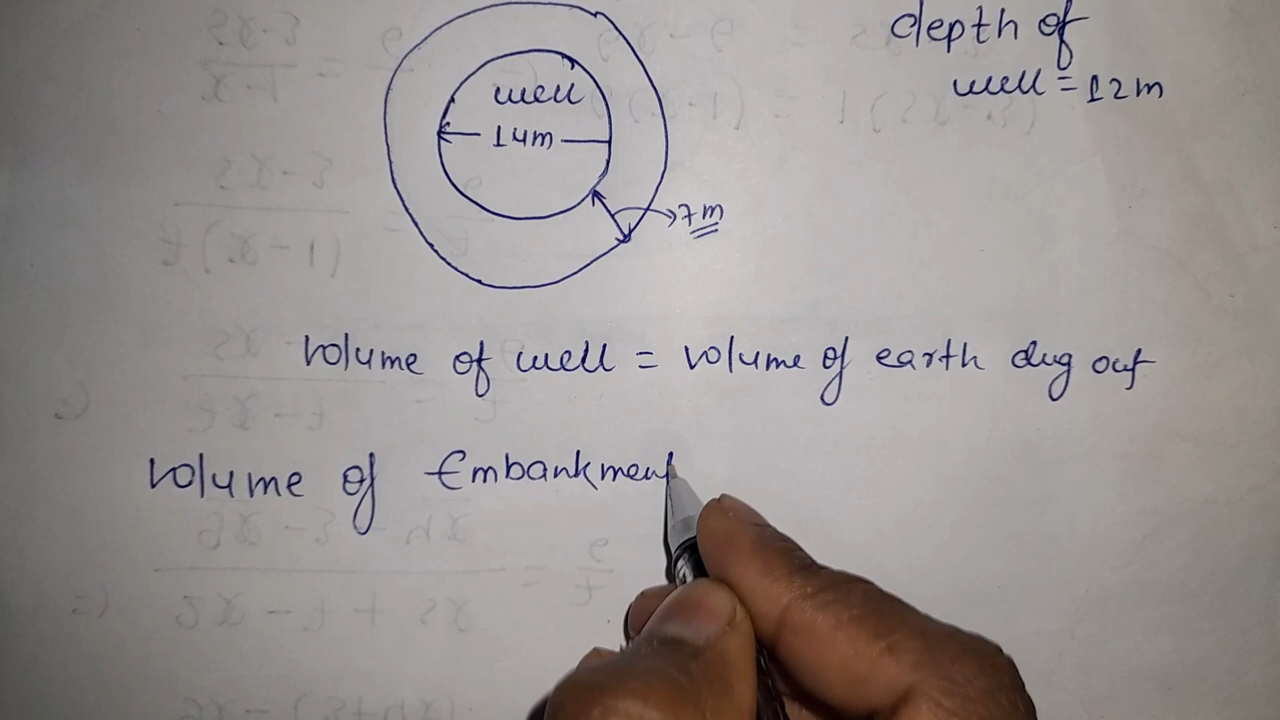 depth of
well = 12m
well
14m
7m
volume of well = volume of earth dug out
volume of Embankment